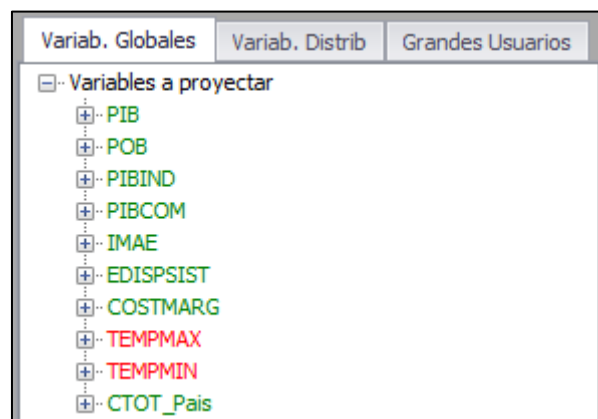 Variab. Globales Variab. Distrib Grandes Usuarios
Variables a proyectar
PIB
POB
PIBIND
PIBCOM
IMAE
EDISPSIST
COSTMARG
TEMPMAX
TEMPMIN
CTOT_Pais